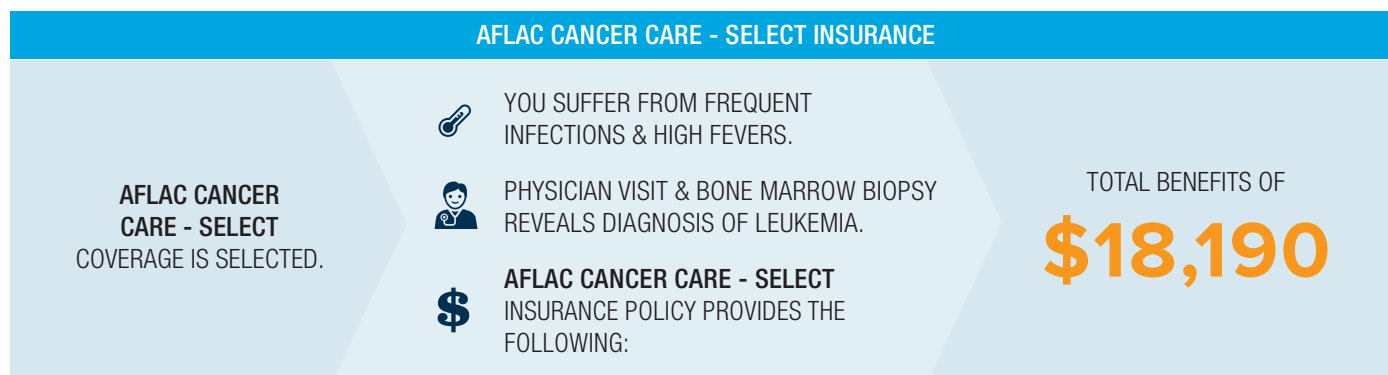 AFLAC CANCER CARE - SELECT INSURANCE
AFLAC CANCER
CARE - SELECT
COVERAGE IS SELECTED.
YOU SUFFER FROM FREQUENT
INFECTIONS & HIGH FEVERS.
PHYSICIAN VISIT & BONE MARROW BIOPSY
REVEALS DIAGNOSIS OF LEUKEMIA.
$
AFLAC CANCER CARE - SELECT
INSURANCE POLICY PROVIDES THE
FOLLOWING:
TOTAL BENEFITS OF
$18,190